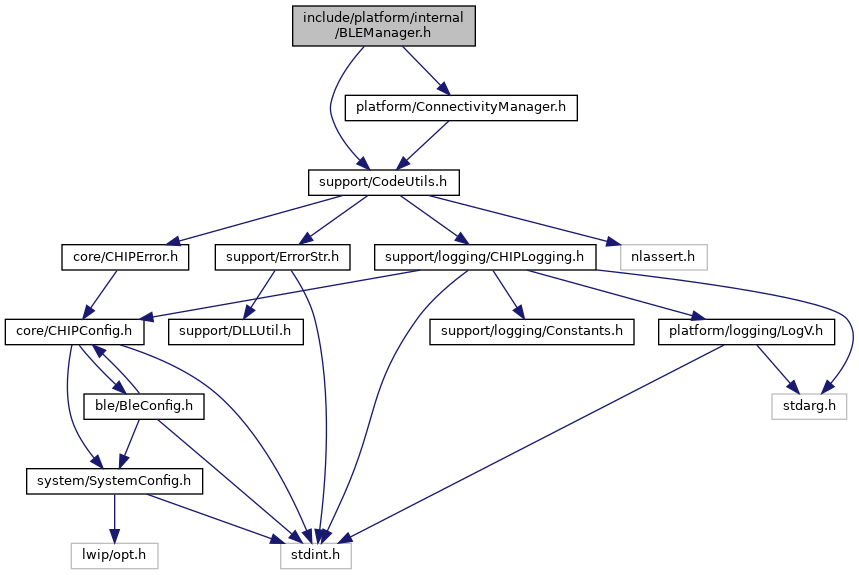 include/platform/internal
/BLEManager.h
platform/ConnectivityManager.h
support/CodeUtils.h
core/CHIPError.h
support/ErrorStr.h
support/logging/CHIPLogging.h
nlassert.h
core/CHIPConfig.h
support/DLLUtil.h
support/logging/Constants.h
platform/logging/LogV.h
ble/BleConfig.h
stdarg.h
system/SystemConfig.h
lwip/opt.h
stdint.h